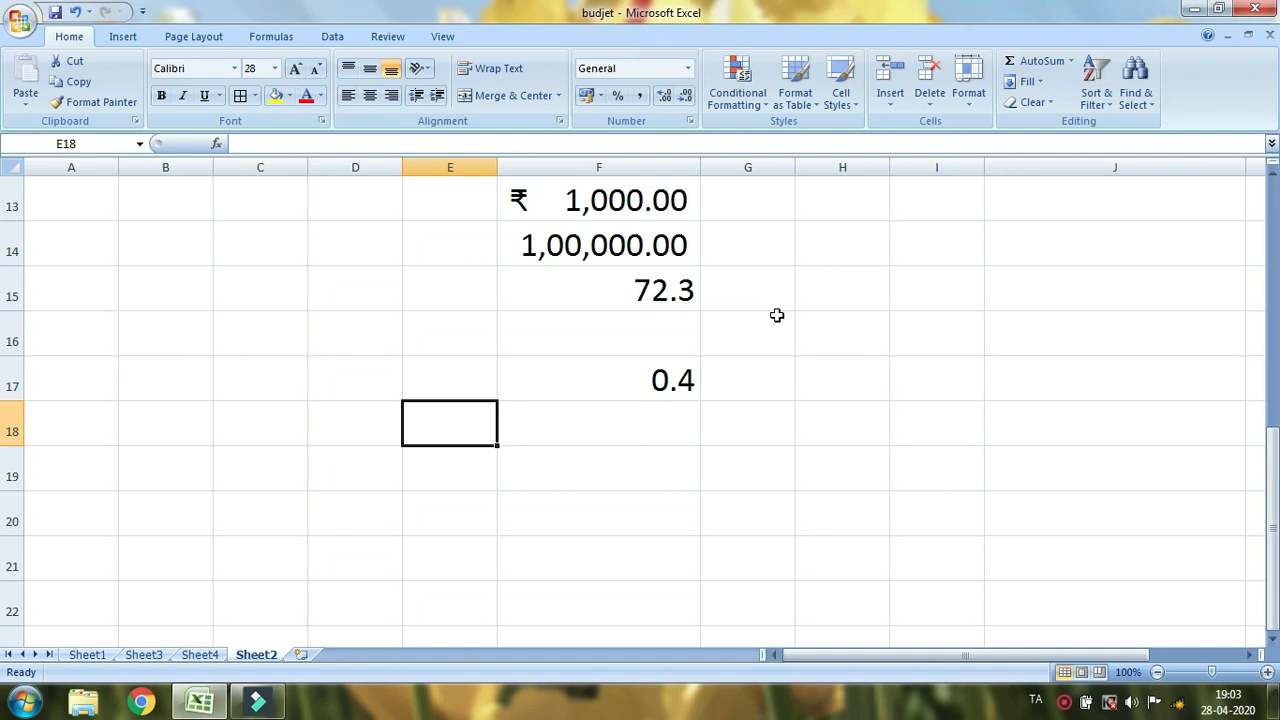 budjet - Microsoft Excel
Home Insert Page Layout Formulas Data Review View
Paste
Cut
Copy
Format Painter
Clipboard
Calibri 28
B I U
Font
Wrap Text
Merge & Center
Alignment
General
% ,
Number
Conditional Formatting
Format as Table
Cell Styles
Styles
Insert
Delete
Format
Cells
Σ AutoSum
Fill
Clear
Sort & Filter
Find & Select
Editing
E18 fx
A B C D E F G H I J
13 ₹ 1,000.00
14 1,00,000.00
15 72.3
16
17 0.4
18
19
20
21
22
Sheet1 Sheet3 Sheet4 Sheet2
Ready 100%
TA 19:03
28-04-2020